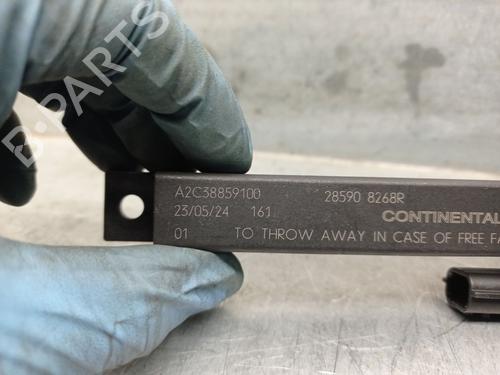 B-PARTS
A2C38859100 28590 8268R
23/05/24 161 CONTINENTAL
01 TO THROW AWAY IN CASE OF FREE FA